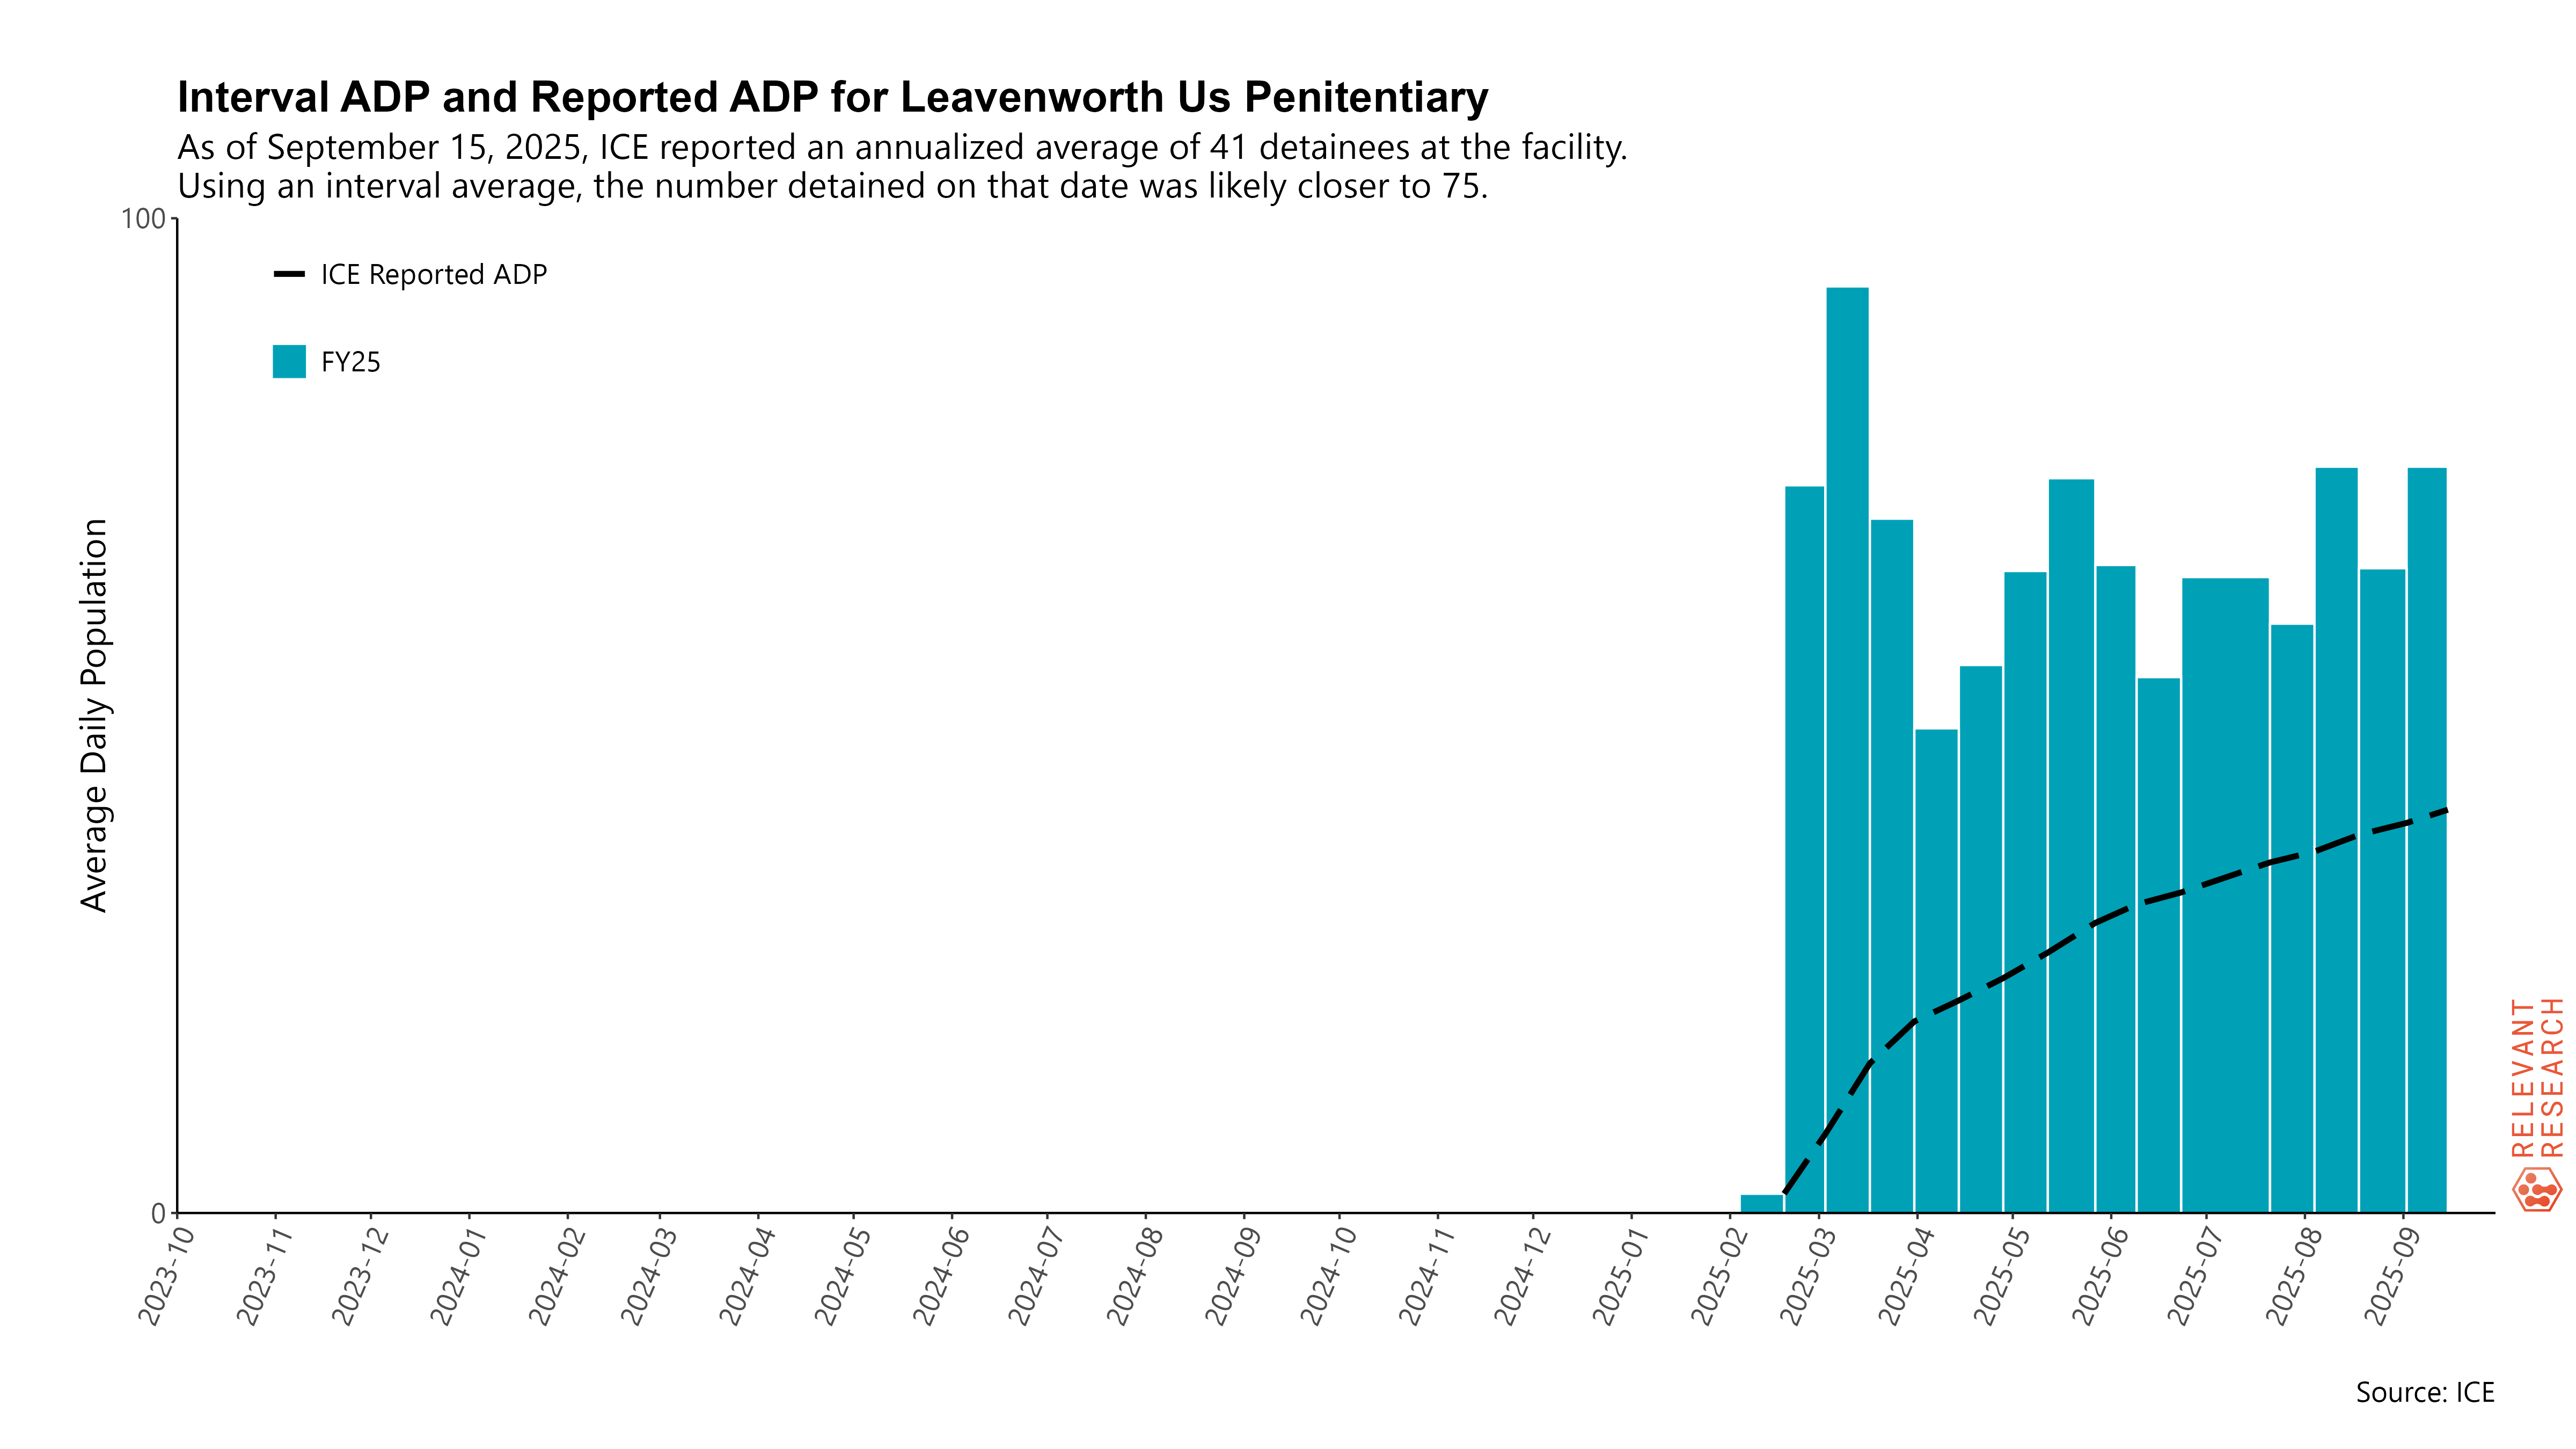 Interval ADP and Reported ADP for Leavenworth Us Penitentiary
As of September 15, 2025, ICE reported an annualized average of 41 detainees at the facility.
Using an interval average, the number detained on that date was likely closer to 75.
100
ICE Reported ADP
FY25
Average Daily Population
0
2023-10
2023-11
2023-12
2024-01
2024-02
2024-03
2024-04
2024-05
2024-06
2024-07
2024-08
2024-09
2024-10
2024-11
2024-12
2025-01
2025-02
2025-03
2025-04
2025-05
2025-06
2025-07
2025-08
2025-09
RELEVANT
RESEARCH
Source: ICE